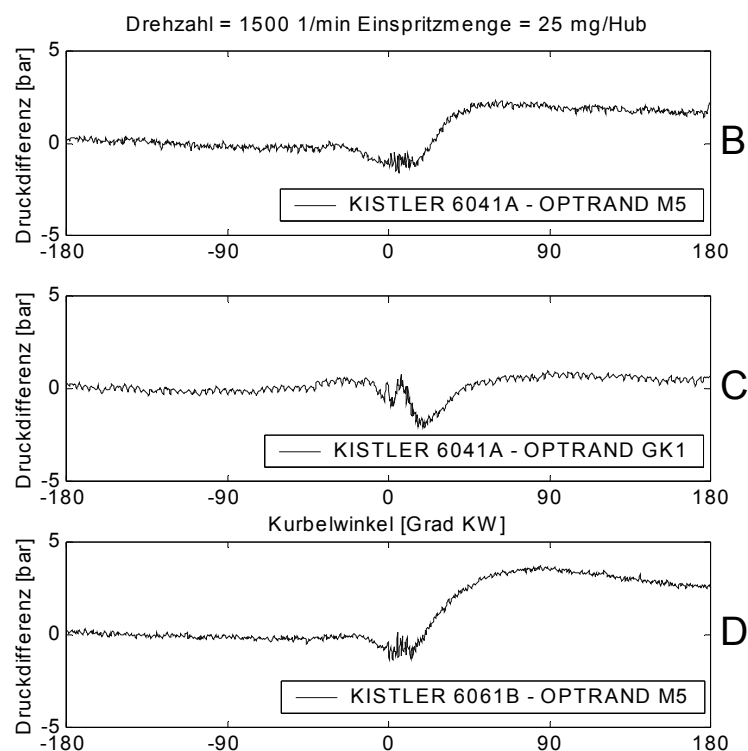 Drehzahl = 1500 1/min Einspritzmenge = 25 mg/Hub
5
0
-5
Druckdifferenz [bar]
B
KISTLER 6041A - OPTRAND M5
-180 -90 0 90 180
5
0
-5
Druckdifferenz [bar]
C
KISTLER 6041A - OPTRAND GK1
-180 -90 0 90 180
Kurbelwinkel [Grad KW]
5
0
-5
Druckdifferenz [bar]
D
KISTLER 6061B - OPTRAND M5
-180 -90 0 90 180